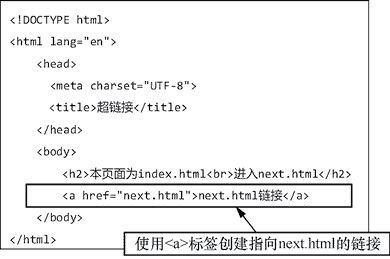 <!DOCTYPE html>
<html lang="en">
<head>
<meta charset="UTF-8">
<title>超链接</title>
</head>
<body>
<h2>本页面为index.html<br>进入next.html</h2>
<a href="next.html">next.html链接</a>
</body>
</html>
使用<a>标签创建指向next.html的链接